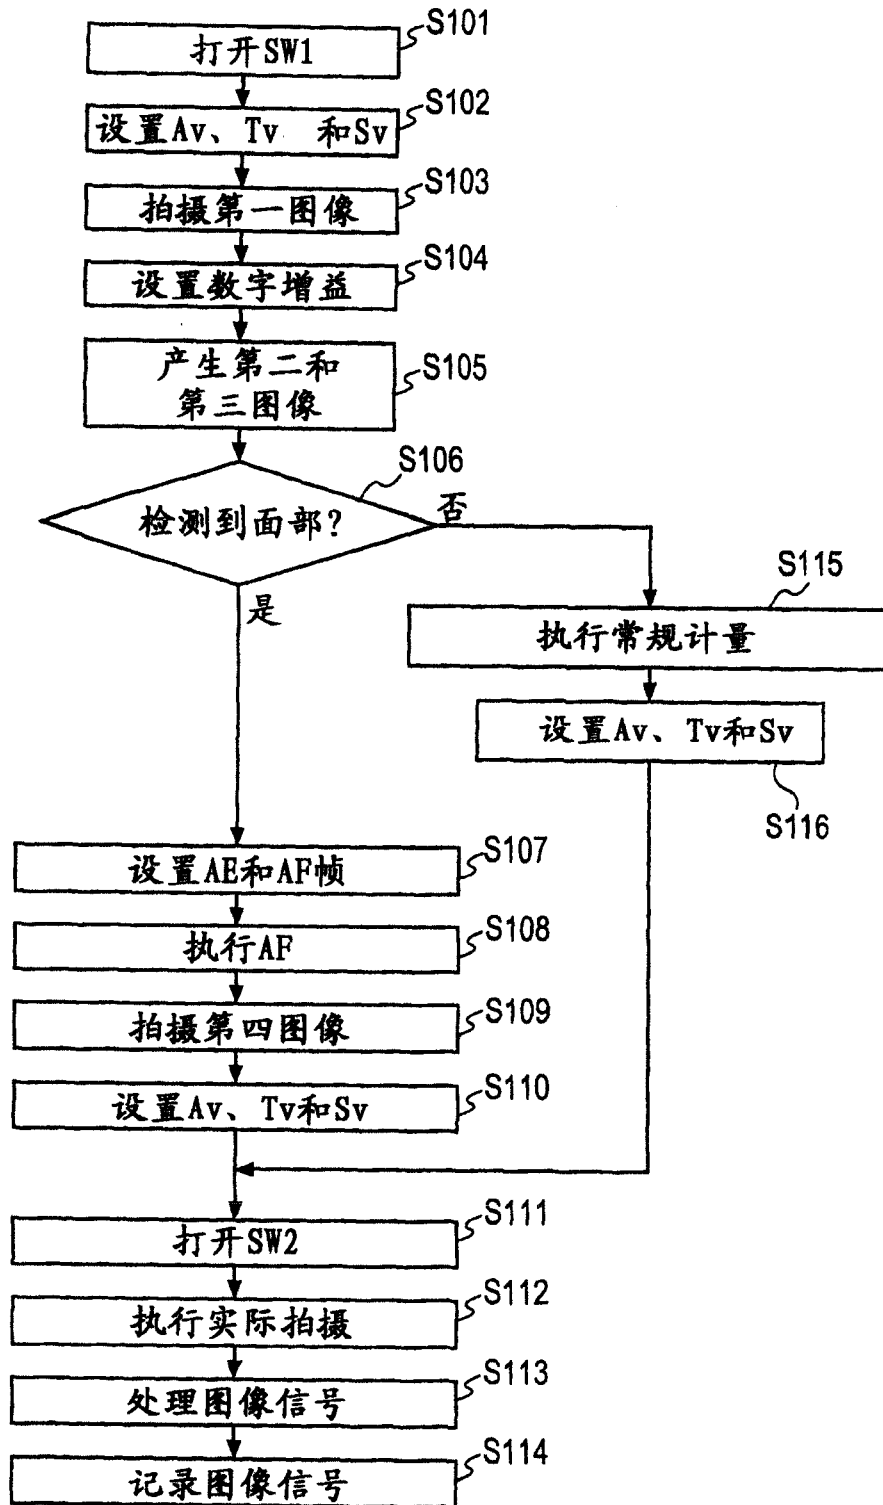 打开SW1
S101
设置Av、Tv 和Sv
S102
拍摄第一图像
S103
设置数字增益
S104
产生第二和
第三图像
S105
检测到面部?
S106
否
是
执行常规计量
S115
设置Av、Tv和Sv
S116
设置AE和AF帧
S107
执行AF
S108
拍摄第四图像
S109
设置Av、Tv和Sv
S110
打开SW2
S111
执行实际拍摄
S112
处理图像信号
S113
记录图像信号
S114